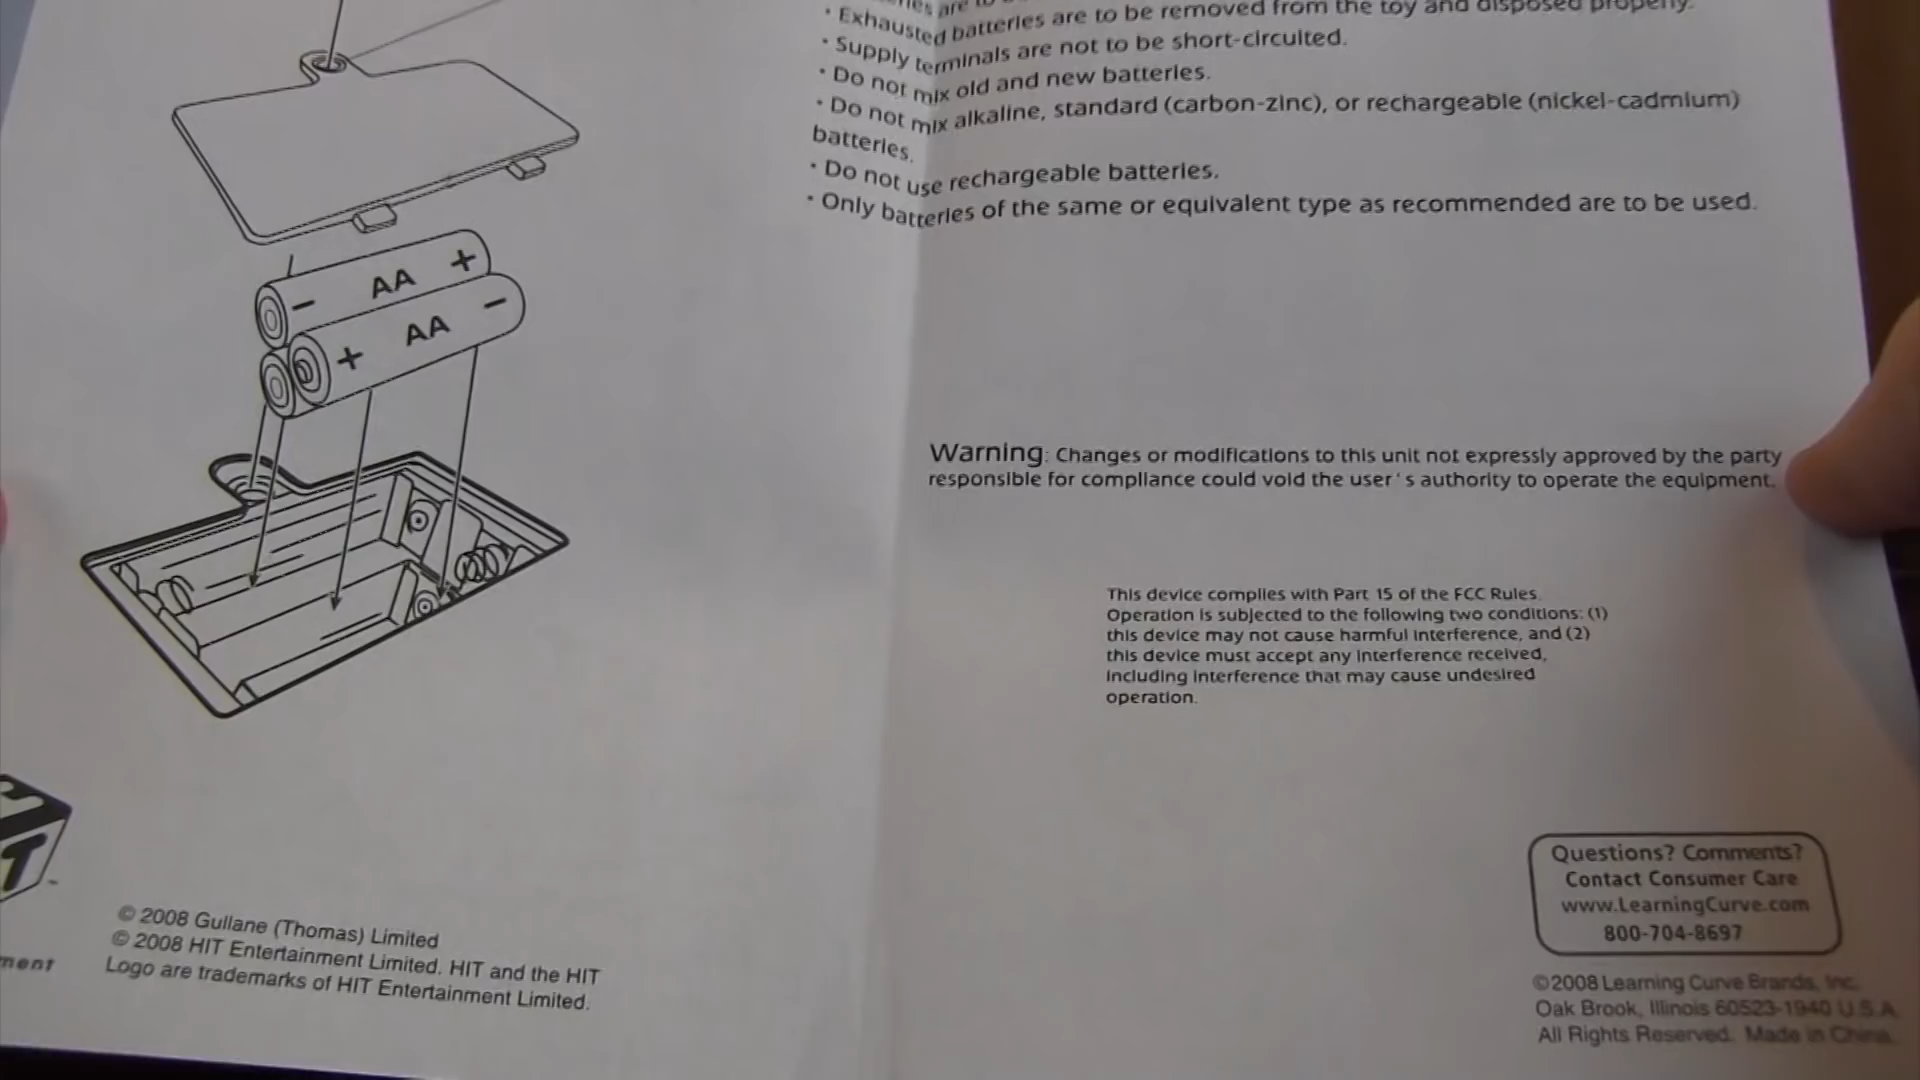 • Exhausted batteries are to be removed from the toy and disposed properly.
• Supply terminals are not to be short-circuited.
• Do not mix old and new batteries.
• Do not mix alkaline, standard (carbon-zinc), or rechargeable (nickel-cadmium)
batteries.
• Do not use rechargeable batteries.
• Only batteries of the same or equivalent type as recommended are to be used.
- AA +
+ AA -
Warning: Changes or modifications to this unit not expressly approved by the party
responsible for compliance could void the user's authority to operate the equipment.
This device complies with Part 15 of the FCC Rules.
Operation is subjected to the following two conditions: (1)
this device may not cause harmful interference, and (2)
this device must accept any interference received,
including interference that may cause undesired
operation.
© 2008 Gullane (Thomas) Limited
© 2008 HIT Entertainment Limited. HIT and the HIT
Logo are trademarks of HIT Entertainment Limited.
Questions? Comments?
Contact Consumer Care
www.LearningCurve.com
800-704-8697
©2008 Learning Curve Brands, Inc.
Oak Brook, Illinois 60523-1940 U.S.A.
All Rights Reserved. Made in China.